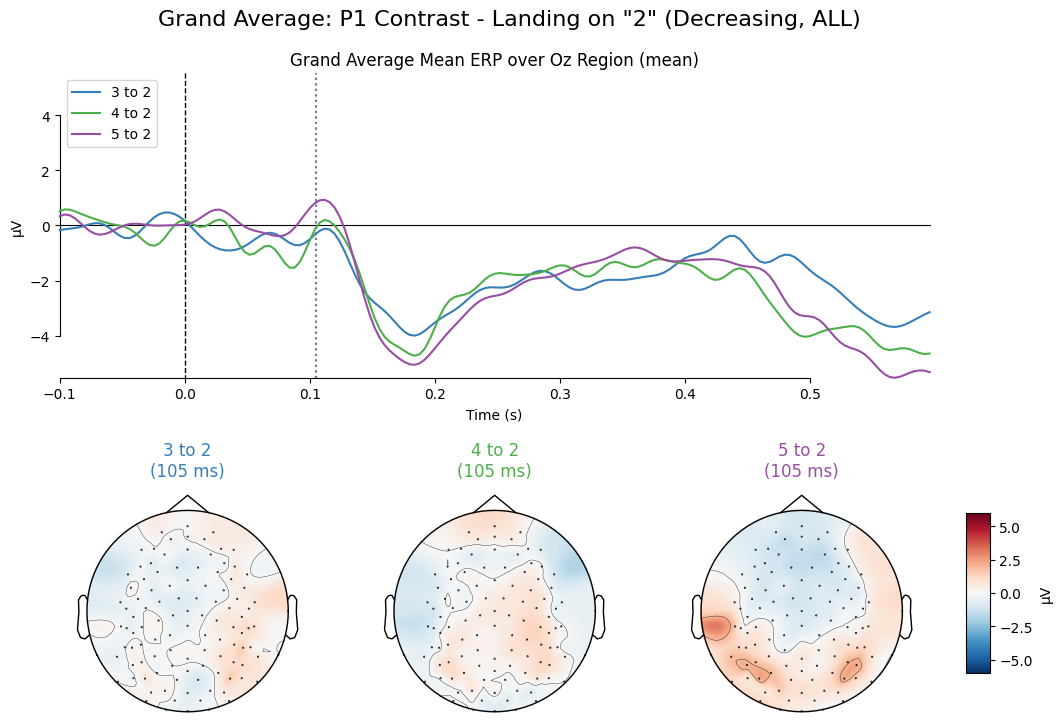 Grand Average: P1 Contrast - Landing on "2" (Decreasing, ALL)
Grand Average Mean ERP over Oz Region (mean)
3 to 2
4 to 2
5 to 2
4
2
0
−2
−4
µV
−0.1 0.0 0.1 0.2 0.3 0.4 0.5
Time (s)
3 to 2
(105 ms)
4 to 2
(105 ms)
5 to 2
(105 ms)
5.0
2.5
0.0
−2.5
−5.0
µV